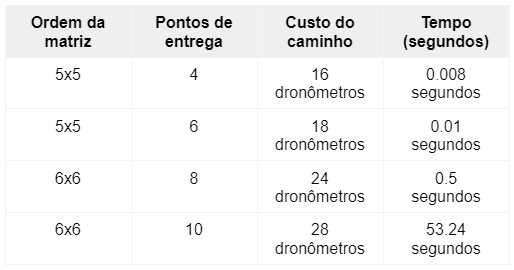 Ordem da matriz Pontos de entrega Custo do caminho Tempo (segundos)
5x5 4 16 dronômetros 0.008 segundos
5x5 6 18 dronômetros 0.01 segundos
6x6 8 24 dronômetros 0.5 segundos
6x6 10 28 dronômetros 53.24 segundos